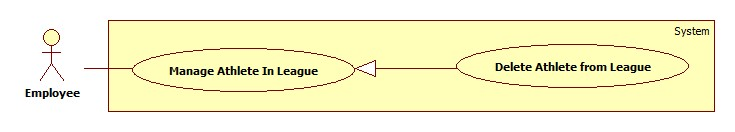 System
Manage Athlete In League
Delete Athlete from League
Employee